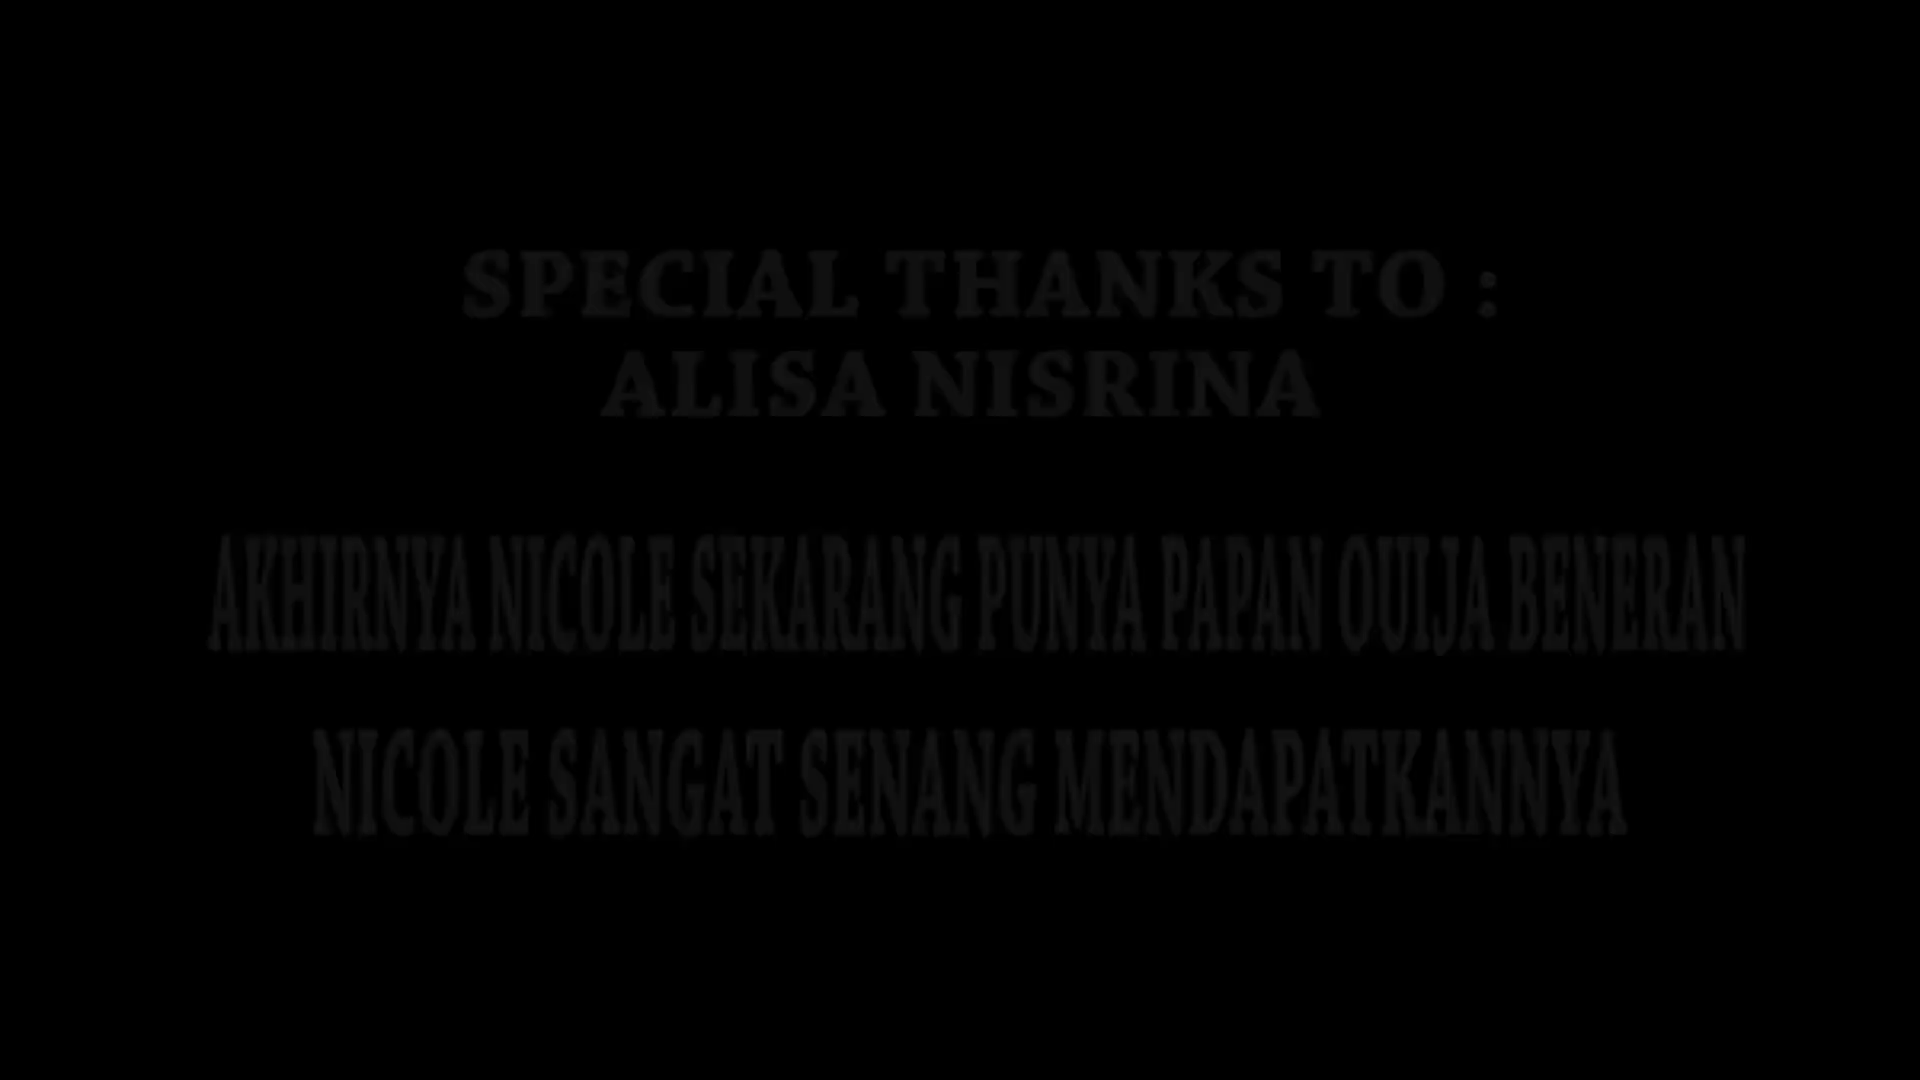 SPECIAL THANKS TO :
ALISA NISRINA
AKHIRNYA NICOLE SEKARANG PUNYA PAPAN OUIJA BENERAN
NICOLE SANGAT SENANG MENDAPATKANNYA